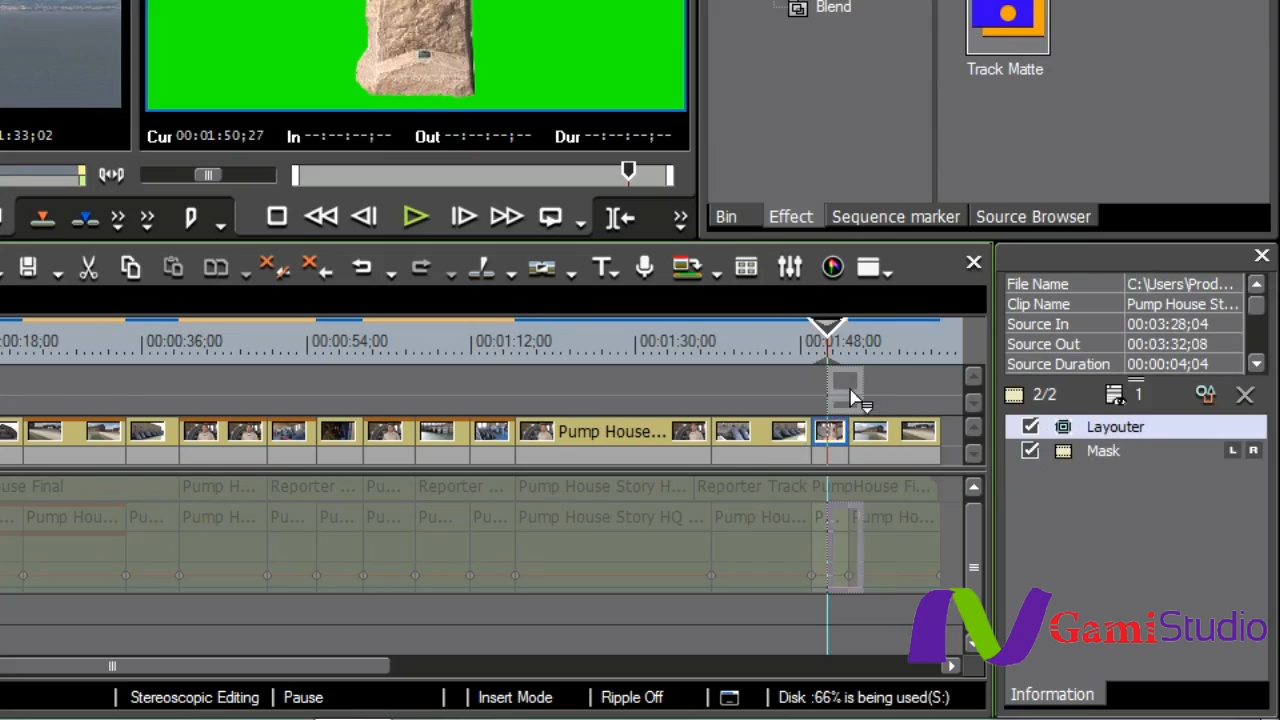 Blend
Track Matte
1:33;02
Cur 00:01:50;27 In --:--:--;-- Out --:--:--;-- Dur --:--:--;--
Bin Effect Sequence marker Source Browser
File Name C:\Users\Prod...
Clip Name Pump House St...
Source In 00:03:28;04
Source Out 00:03:32;08
Source Duration 00:00:04;04
:00:18;00 00:00:36;00 00:00:54;00 00:01:12;00 00:01:30;00 00:01:48;00
2/2 1
Layouter
Mask L R
Pump House...
use Final Pump H... Reporter ... Pu... Reporter ... Pump House Story H... Reporter Track PumpHouse Fi...
Pump Hou... Pu... Pump H... Pu... Pu... Pu... Pu... Pump House Story HQ ... Pump Hou... P... Pump Ho...
GamiStudio
Information
Stereoscopic Editing Pause Insert Mode Ripple Off Disk :66% is being used(S:)